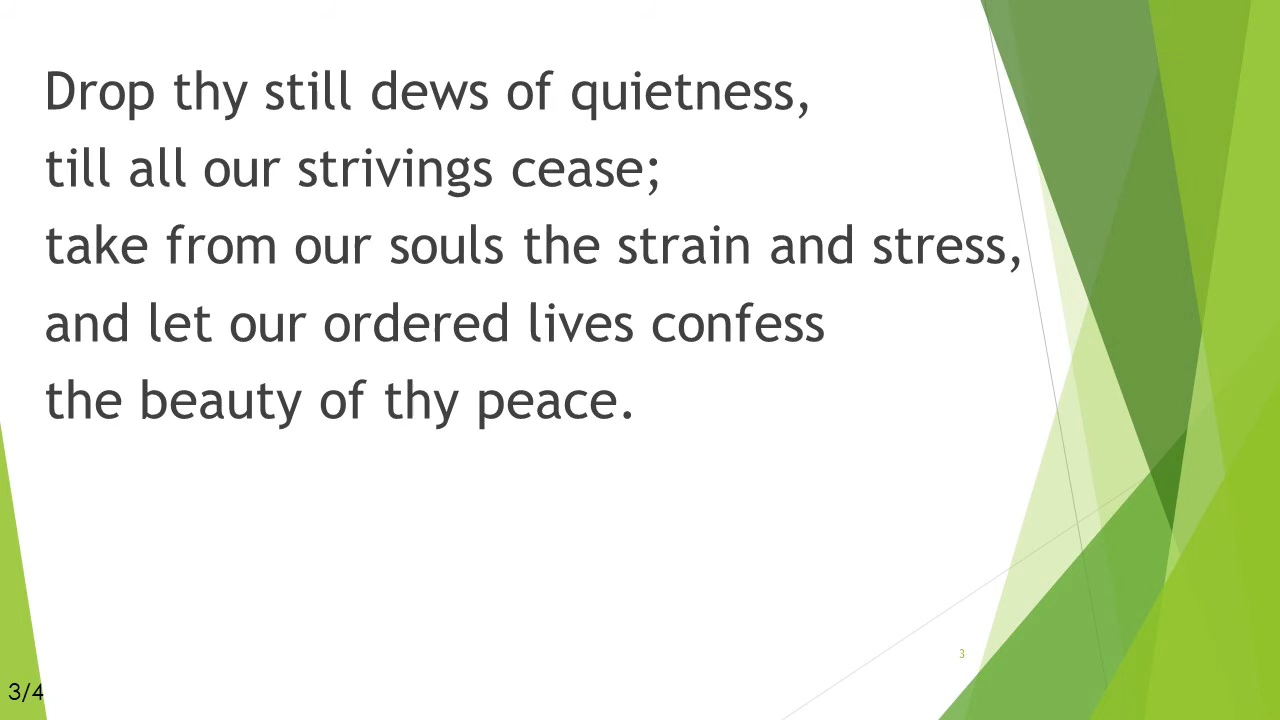 Drop thy still dews of quietness,
till all our strivings cease;
take from our souls the strain and stress,
and let our ordered lives confess
the beauty of thy peace.
3
3/4